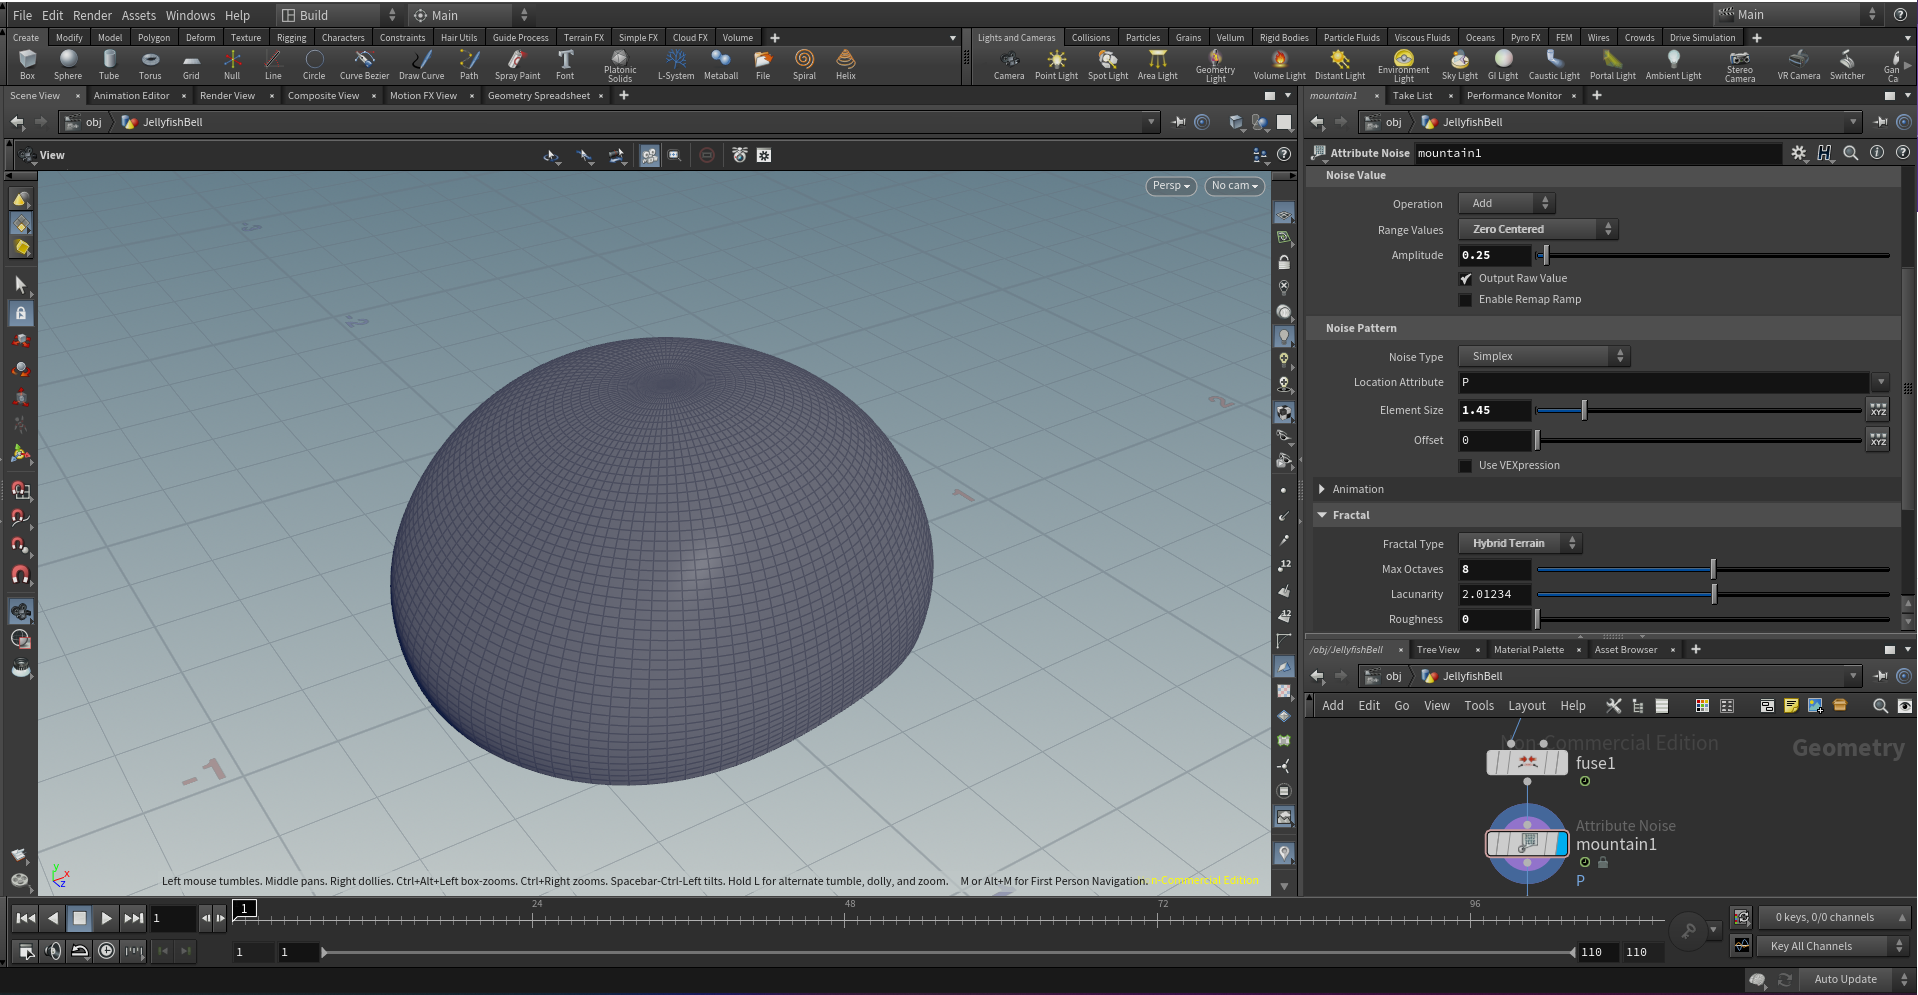 File Edit Render Assets Windows Help Build Main Main
Create Modify Model Polygon Deform Texture Rigging Characters Constraints Hair Utils Guide Process Terrain FX Simple FX Cloud FX Volume
Lights and Cameras Collisions Particles Grains Vellum Rigid Bodies Particle Fluids Viscous Fluids Oceans Pyro FX FEM Wires Crowds Drive Simulation
Box Sphere Tube Torus Grid Null Line Circle Curve Bezier Draw Curve Path Spray Paint Font Platonic Solids L-System Metaball File Spiral Helix
Camera Point Light Spot Light Area Light Geometry Light Volume Light Distant Light Environment Light Sky Light GI Light Caustic Light Portal Light Ambient Light Stereo Camera VR Camera Switcher Gan Ca
Scene View Animation Editor Render View Composite View Motion FX View Geometry Spreadsheet
mountain1 Take List Performance Monitor
obj JellyfishBell
obj JellyfishBell
View
Attribute Noise mountain1
Persp No cam
Noise Value
Operation Add
Range Values Zero Centered
Amplitude 0.25
Output Raw Value
Enable Remap Ramp
Noise Pattern
Noise Type Simplex
Location Attribute P
Element Size 1.45
Offset 0
Use VEXpression
Animation
Fractal
Fractal Type Hybrid Terrain
Max Octaves 8
Lacunarity 2.01234
Roughness 0
2
1
-1
12
12
/obj/JellyfishBell Tree View Material Palette Asset Browser
obj JellyfishBell
Add Edit Go View Tools Layout Help
Non-Commercial Edition Geometry
fuse1
Attribute Noise
mountain1
P
Left mouse tumbles. Middle pans. Right dollies. Ctrl+Alt+Left box-zooms. Ctrl+Right zooms. Spacebar-Ctrl-Left tilts. Hold L for alternate tumble, dolly, and zoom. M or Alt+M for First Person Navigation. n-Commercial Edition
y x z
1 1 24 48 72 96
0 keys, 0/0 channels
1 1 110 110
Key All Channels
Auto Update